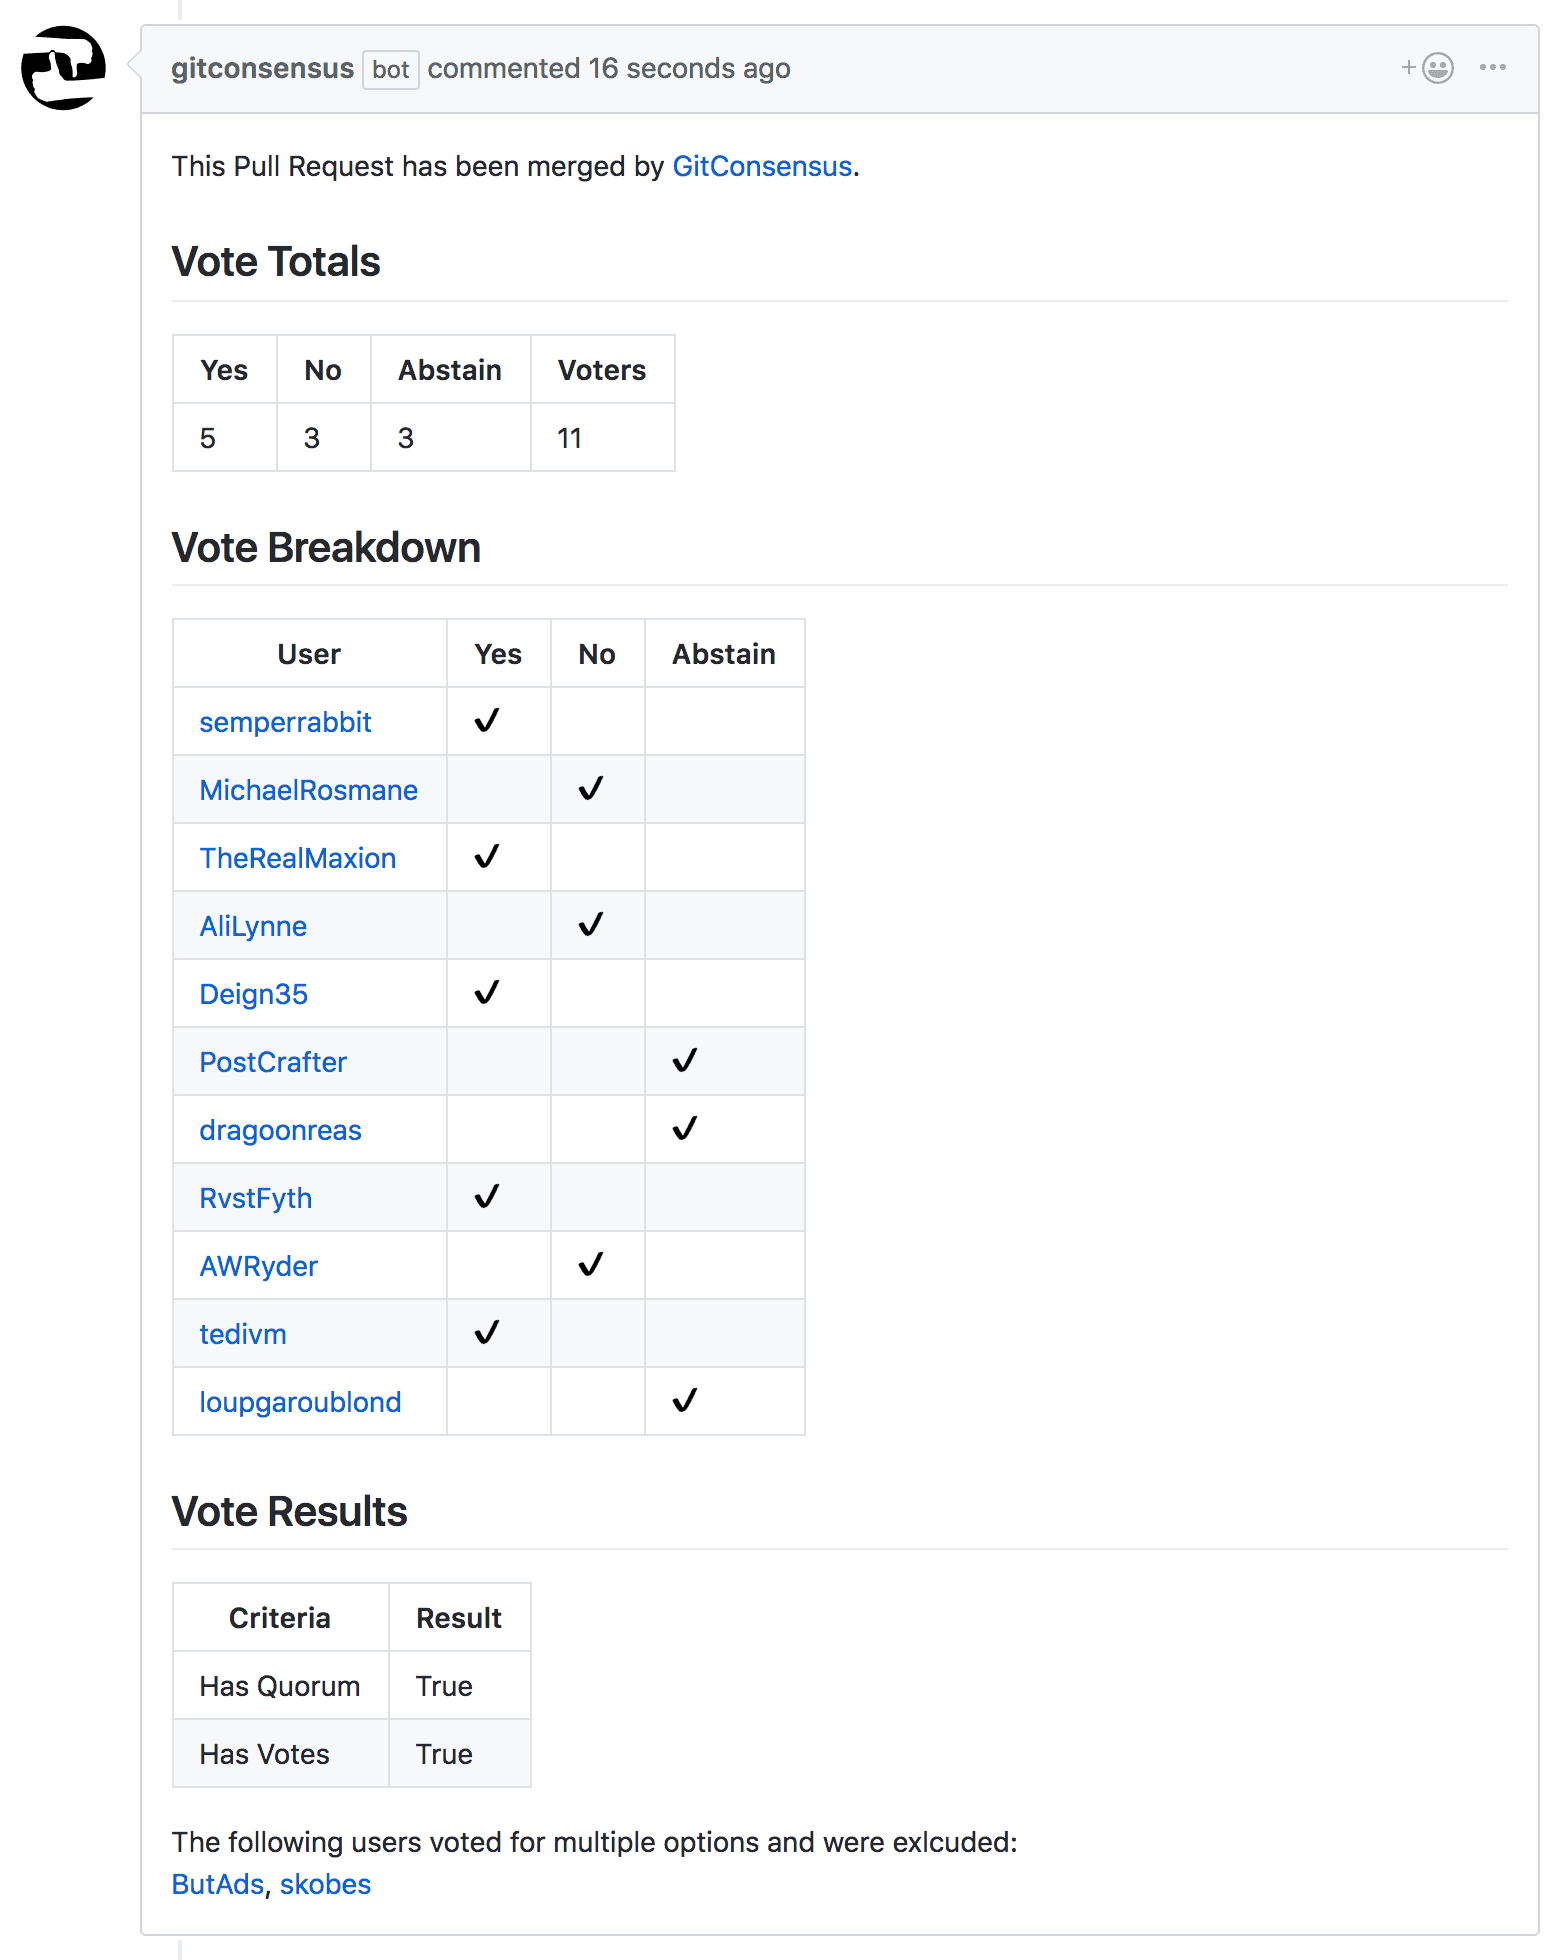 gitconsensus bot commented 16 seconds ago
This Pull Request has been merged by GitConsensus.
Vote Totals
Yes No Abstain Voters
5 3 3 11
Vote Breakdown
User Yes No Abstain
semperrabbit ✔
MichaelRosmane ✔
TheRealMaxion ✔
AliLynne ✔
Deign35 ✔
PostCrafter ✔
dragoonreas ✔
RvstFyth ✔
AWRyder ✔
tedivm ✔
loupgaroublond ✔
Vote Results
Criteria Result
Has Quorum True
Has Votes True
The following users voted for multiple options and were exlcuded:
ButAds, skobes